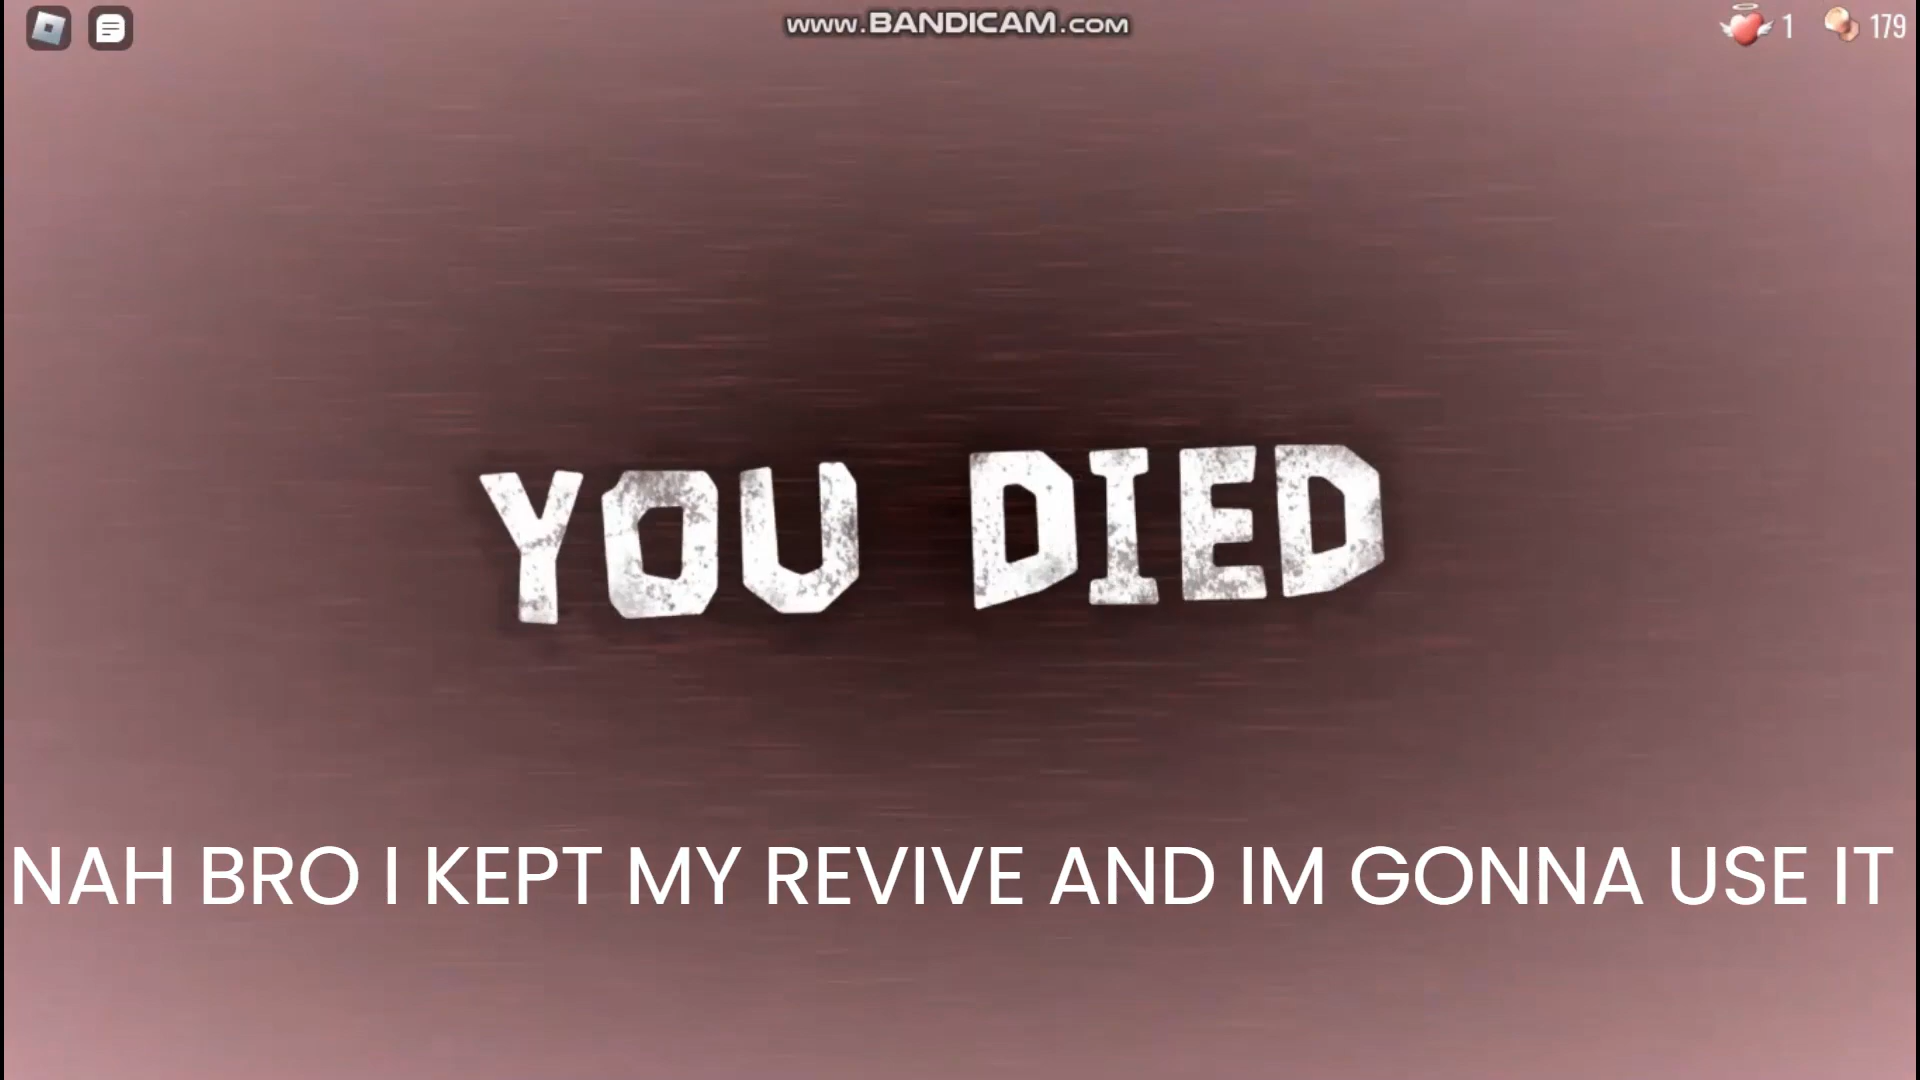 www.BANDICAM.com
1 179
YOU DIED
NAH BRO I KEPT MY REVIVE AND IM GONNA USE IT